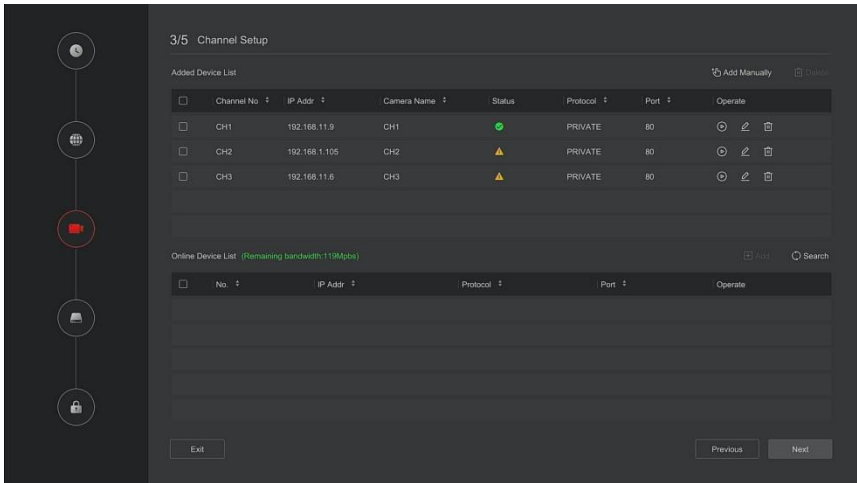 3/5 Channel Setup
Added Device List Add Manually Delete
Channel No IP Addr Camera Name Status Protocol Port Operate
CH1 192.168.11.9 CH1 PRIVATE 80
CH2 192.168.1.105 CH2 PRIVATE 80
CH3 192.168.11.6 CH3 PRIVATE 80
Online Device List (Remaining bandwidth:119Mpbs) Add Search
No. IP Addr Protocol Port Operate
Exit Previous Next